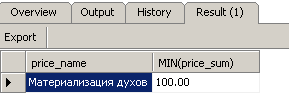 Overview Output History Result (1)
Export
price_name MIN(price_sum)
Материализация духов 100.00